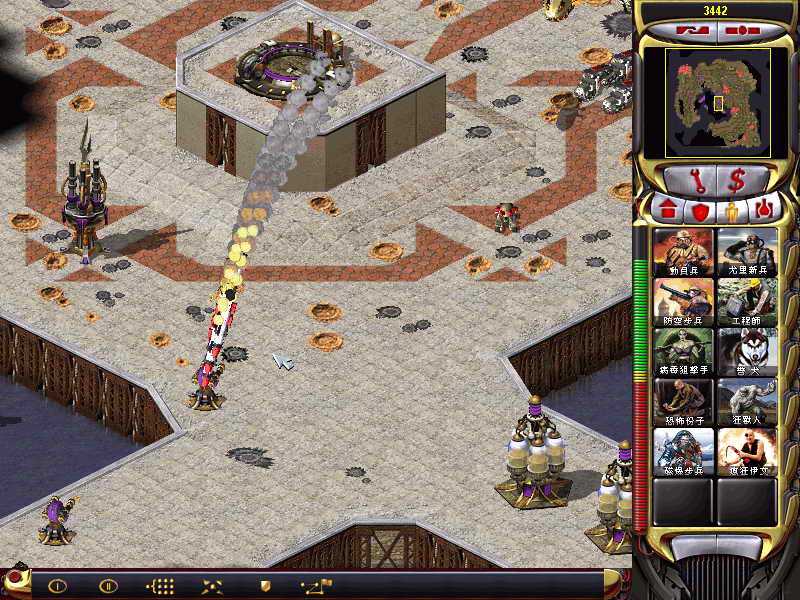 3442
$
動員兵
尤里新兵
防空步兵
工程師
病毒狙擊手
警犬
恐怖份子
狂獸人
磁爆步兵
瘋狂伊文
I
II